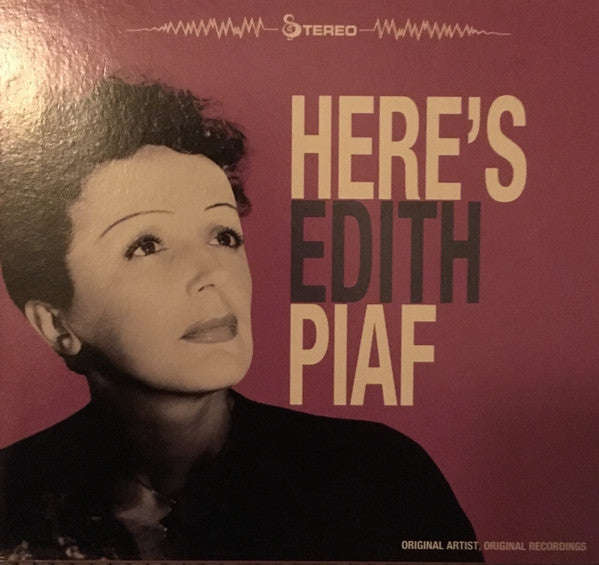 STEREO
HERE'S
EDITH
PIAF
ORIGINAL ARTIST, ORIGINAL RECORDINGS